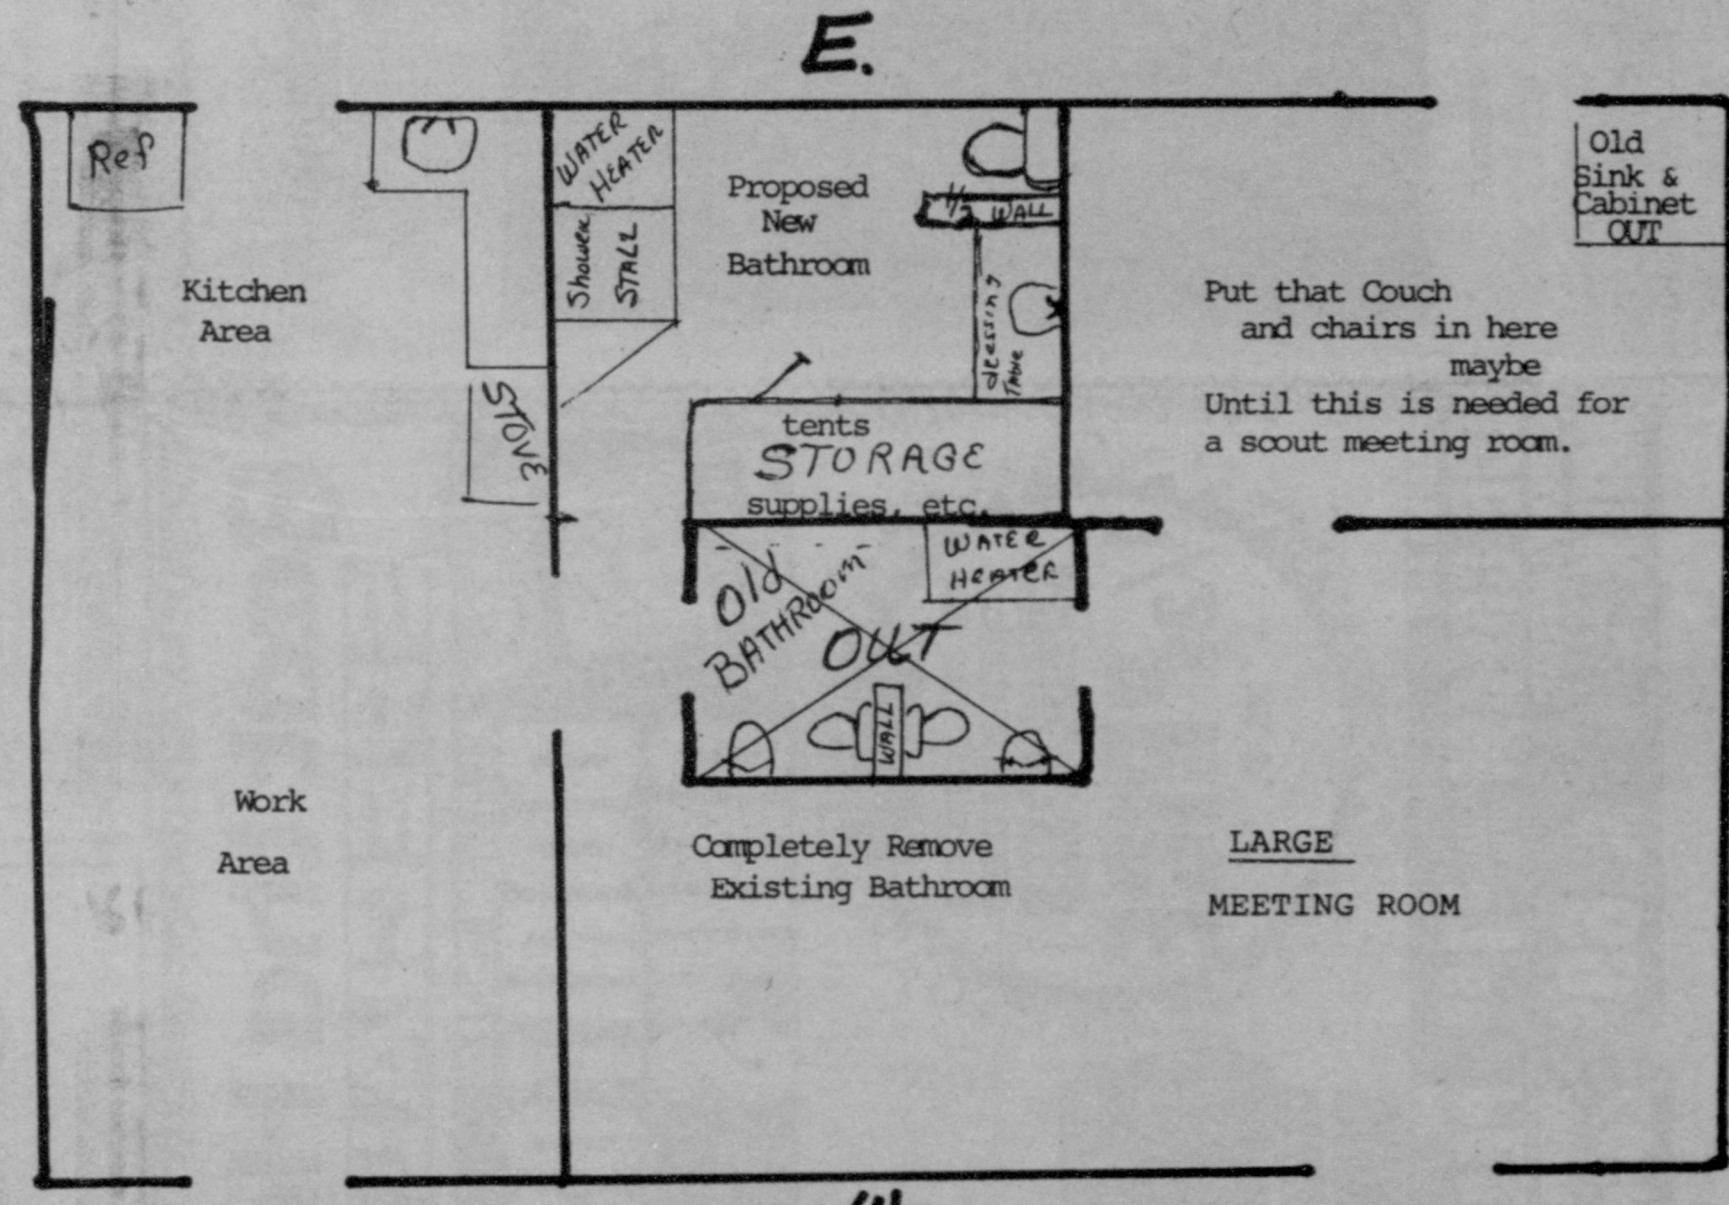 E.
Ref
WATER
HEATER
Shower
STALL
Proposed
New
Bathroom
1/2 WALL
dressing
Table
Old
Sink &
Cabinet
OUT
Kitchen
Area
STOVE
Put that Couch
and chairs in here
maybe
Until this is needed for
a scout meeting room.
tents
STORAGE
supplies, etc.
Old
BATHROOM
WATER
HEATER
OUT
WALL
Work
Area
Completely Remove
Existing Bathroom
LARGE
MEETING ROOM